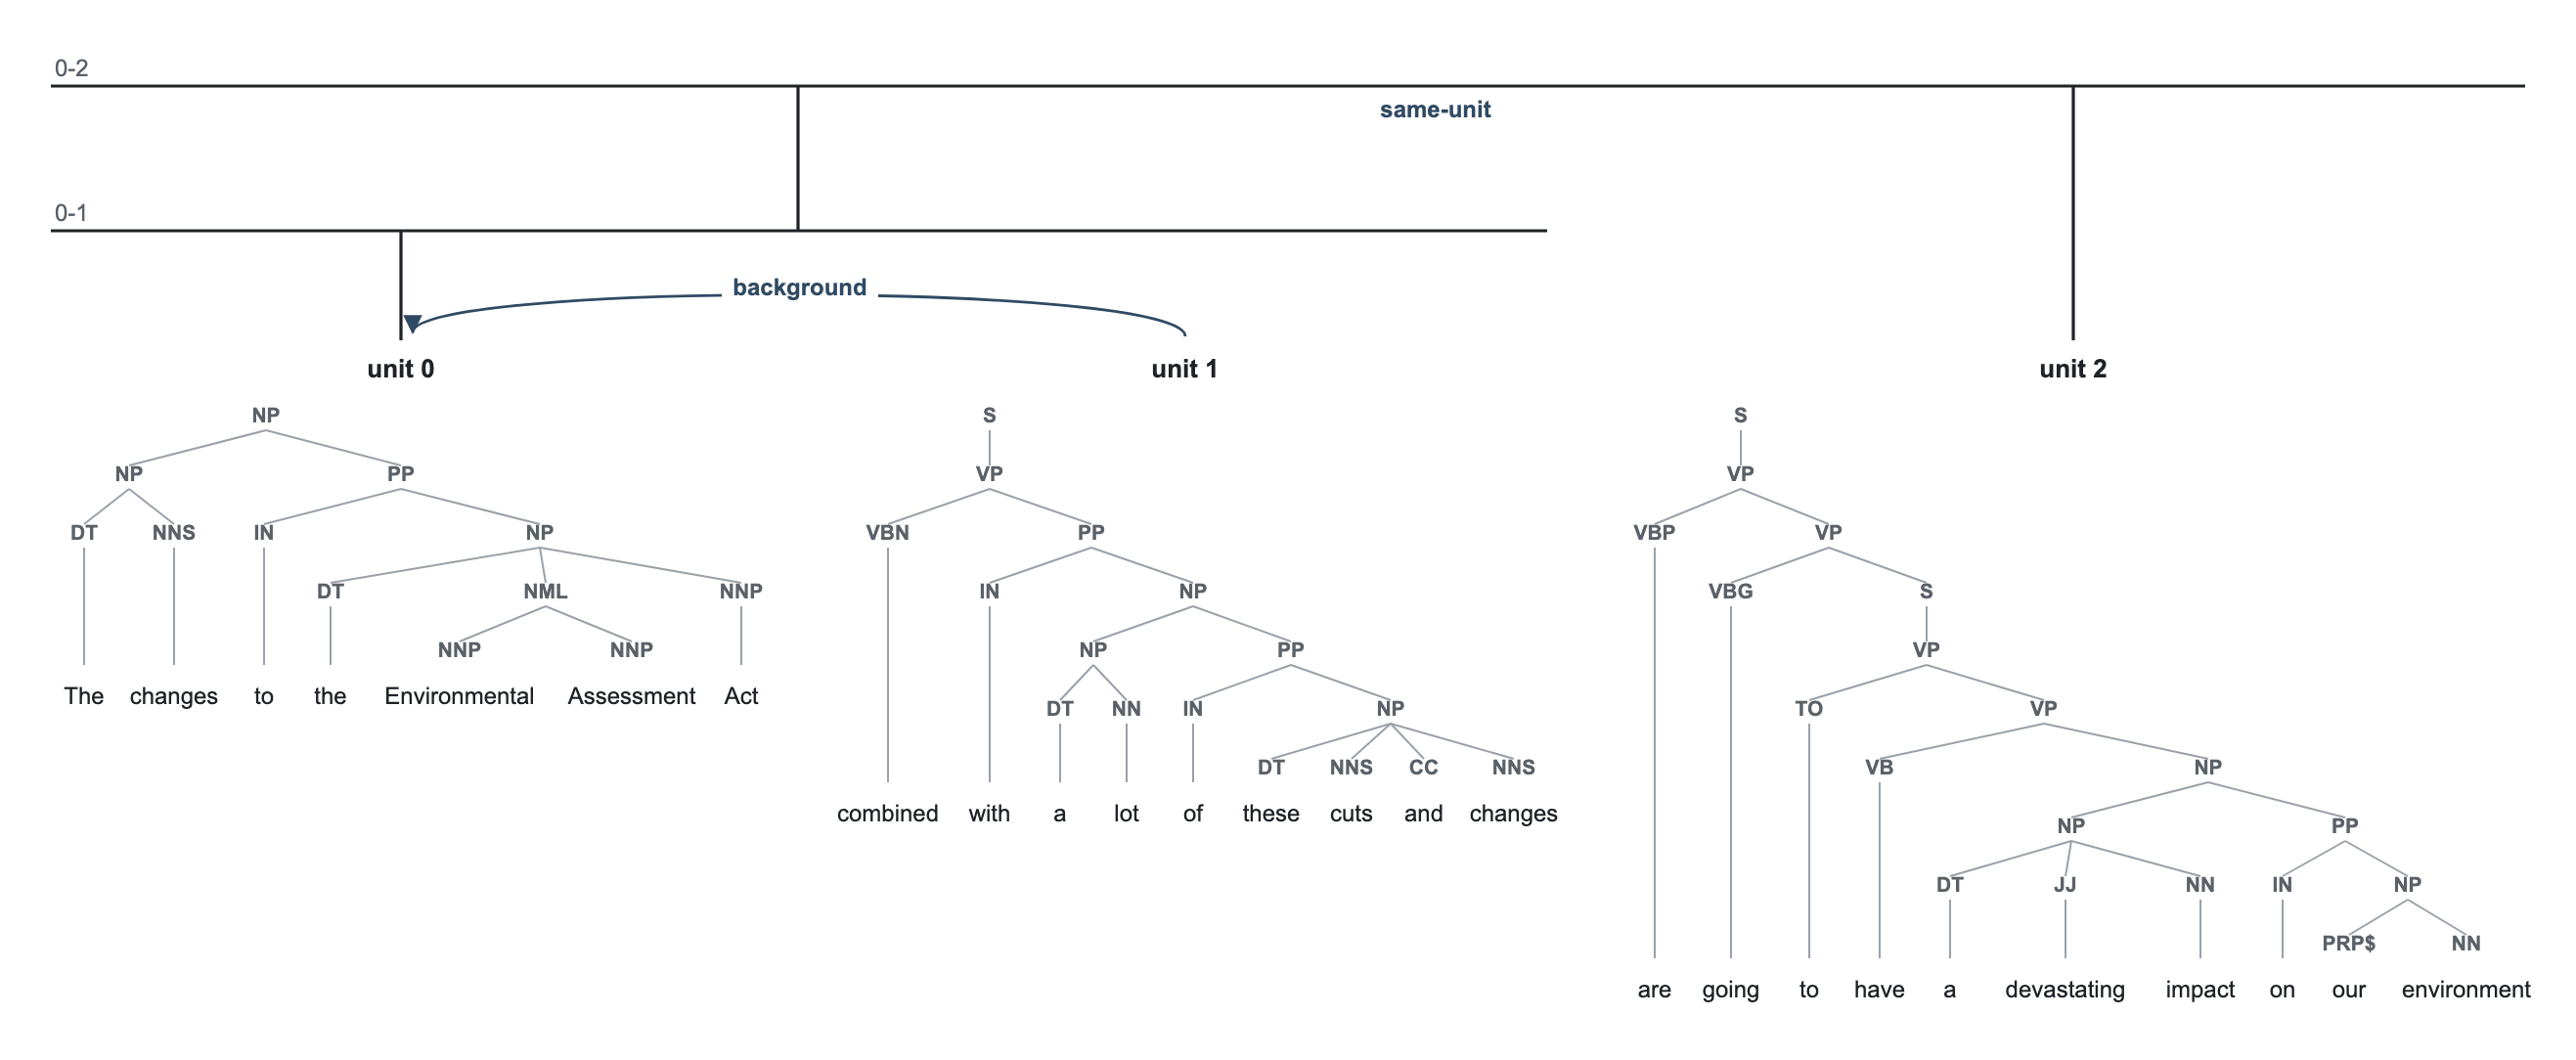 0-2
same-unit
0-1
background
unit 0 unit 1 unit 2
NP S S
NP PP VP VP
DT NNS IN NP VBN PP VBP VP
DT NML NNP IN NP VBG S
NNP NNP NP PP VP
The changes to the Environmental Assessment Act
DT NN IN NP TO VP
DT NNS CC NNS VB NP
combined with a lot of these cuts and changes
NP PP
DT JJ NN IN NP
PRP$ NN
are going to have a devastating impact on our environment